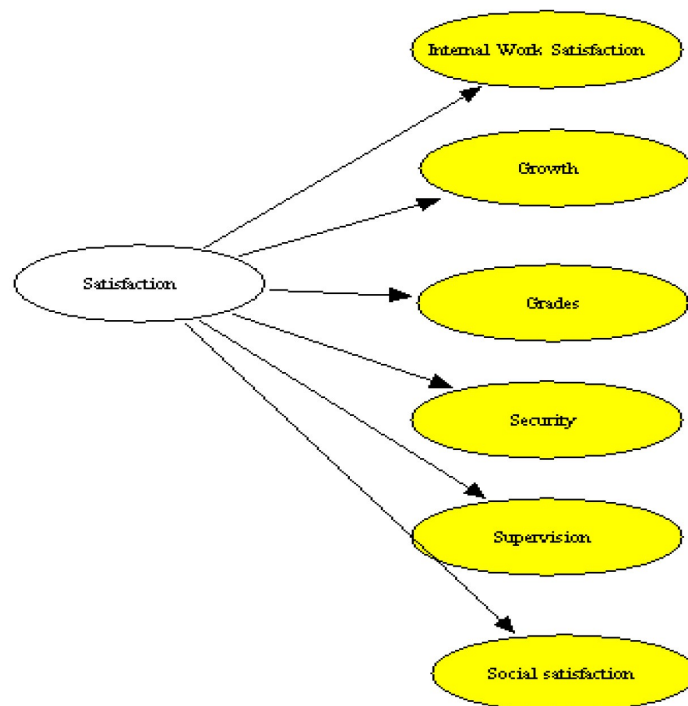 Internal Work Satisfaction
Growth
Satisfaction
Grades
Security
Supervision
Social satisfaction